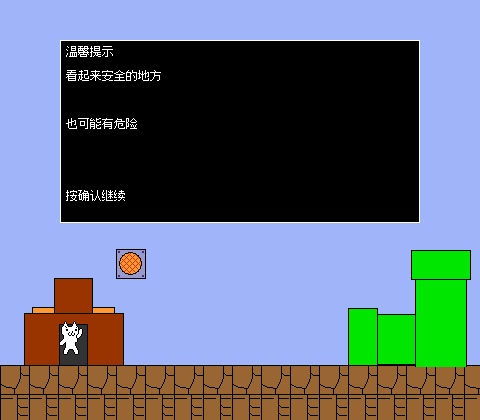 温馨提示
看起来安全的地方
也可能有危险
按确认继续